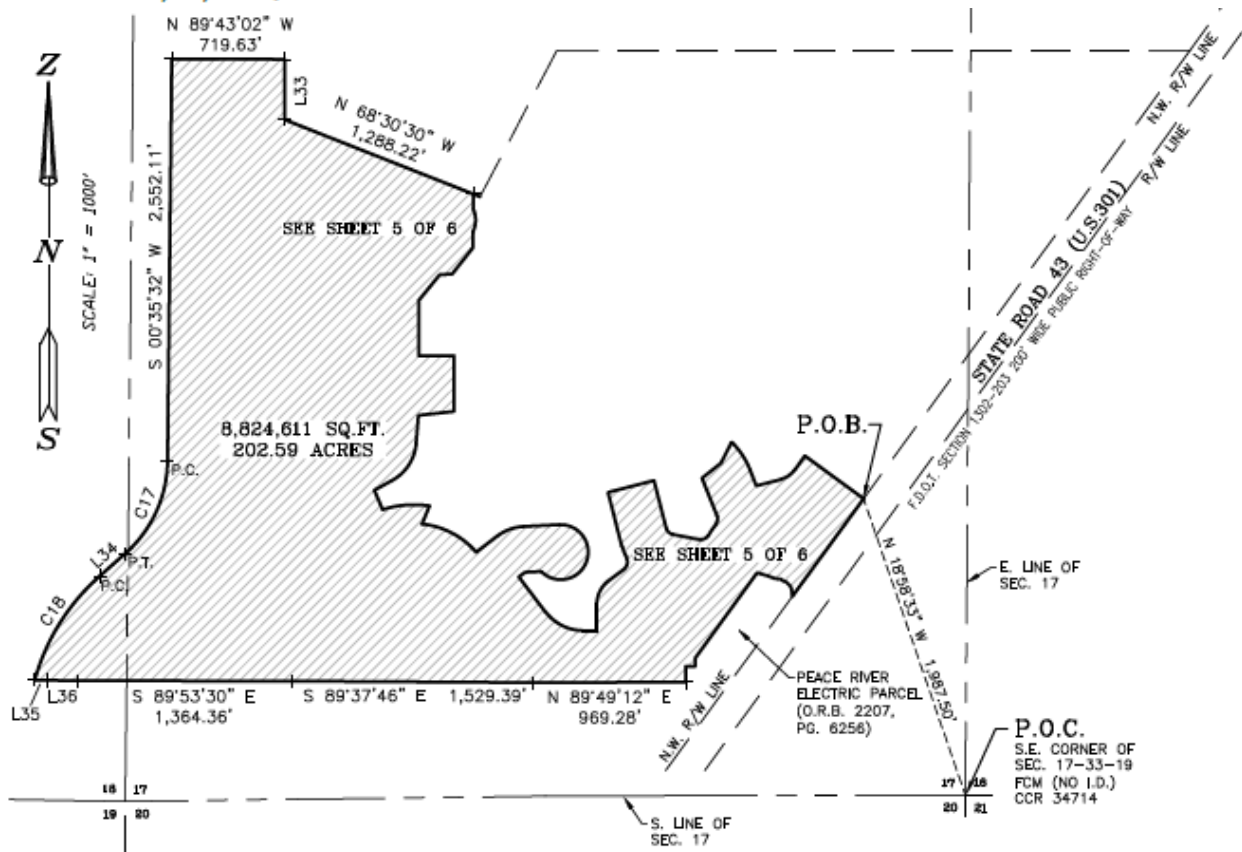 N 89°43'02" W
719.63'
Z
N
S
SCALE: 1" = 1000'
L33
N 68°30'30" W
1,288.22'
S 00°35'32" W 2,552.11'
SEE SHEET 5 OF 6
8,824,611 SQ.FT.
202.59 ACRES
P.C.
C17
L34
P.T.
P.C.
C18
L35
L36
S 89°53'30" E
1,364.36'
S 89°37'46" E 1,529.39'
N 89°49'12" E
969.28'
SEE SHEET 5 OF 6
P.O.B.
N.W. R/W LINE
R/W LINE
STATE ROAD 43 (U.S.301)
F.D.O.T. SECTION 1302-203 200' WIDE PUBLIC RIGHT-OF-WAY
N 18°58'33" W 1,987.50'
E. LINE OF
SEC. 17
PEACE RIVER
ELECTRIC PARCEL
(O.R.B. 2207,
PG. 6256)
N.W. R/W LINE
P.O.C.
S.E. CORNER OF
SEC. 17-33-19
FCM (NO I.D.)
CCR 34714
18 17
19 20
17 16
20 21
S. LINE OF
SEC. 17